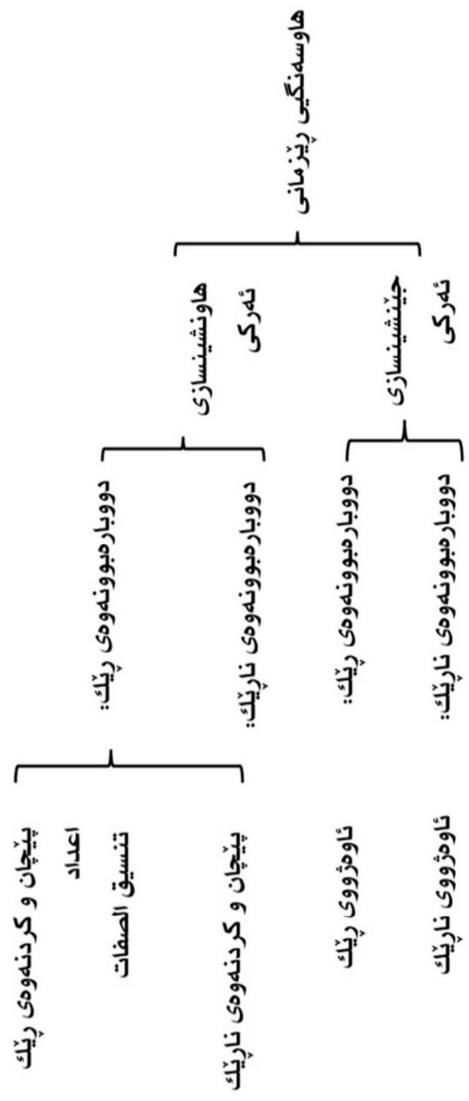 هاوسەنگیی ڕێزمانی
ئەرکی
هاونشینسازی
دووبارەبوونەوەی ڕێک:
پێچان و کردنەوەی ڕێک
اعداد
تنسیق الصفات
دووبارەبوونەوەی ناڕێک:
پێچان و کردنەوەی ناڕێک
ئەرکی
جێنشینسازی
دووبارەبوونەوەی ڕێک:
ئاوەژووی ڕێک
دووبارەبوونەوەی ناڕێک:
ئاوەژووی ناڕێک